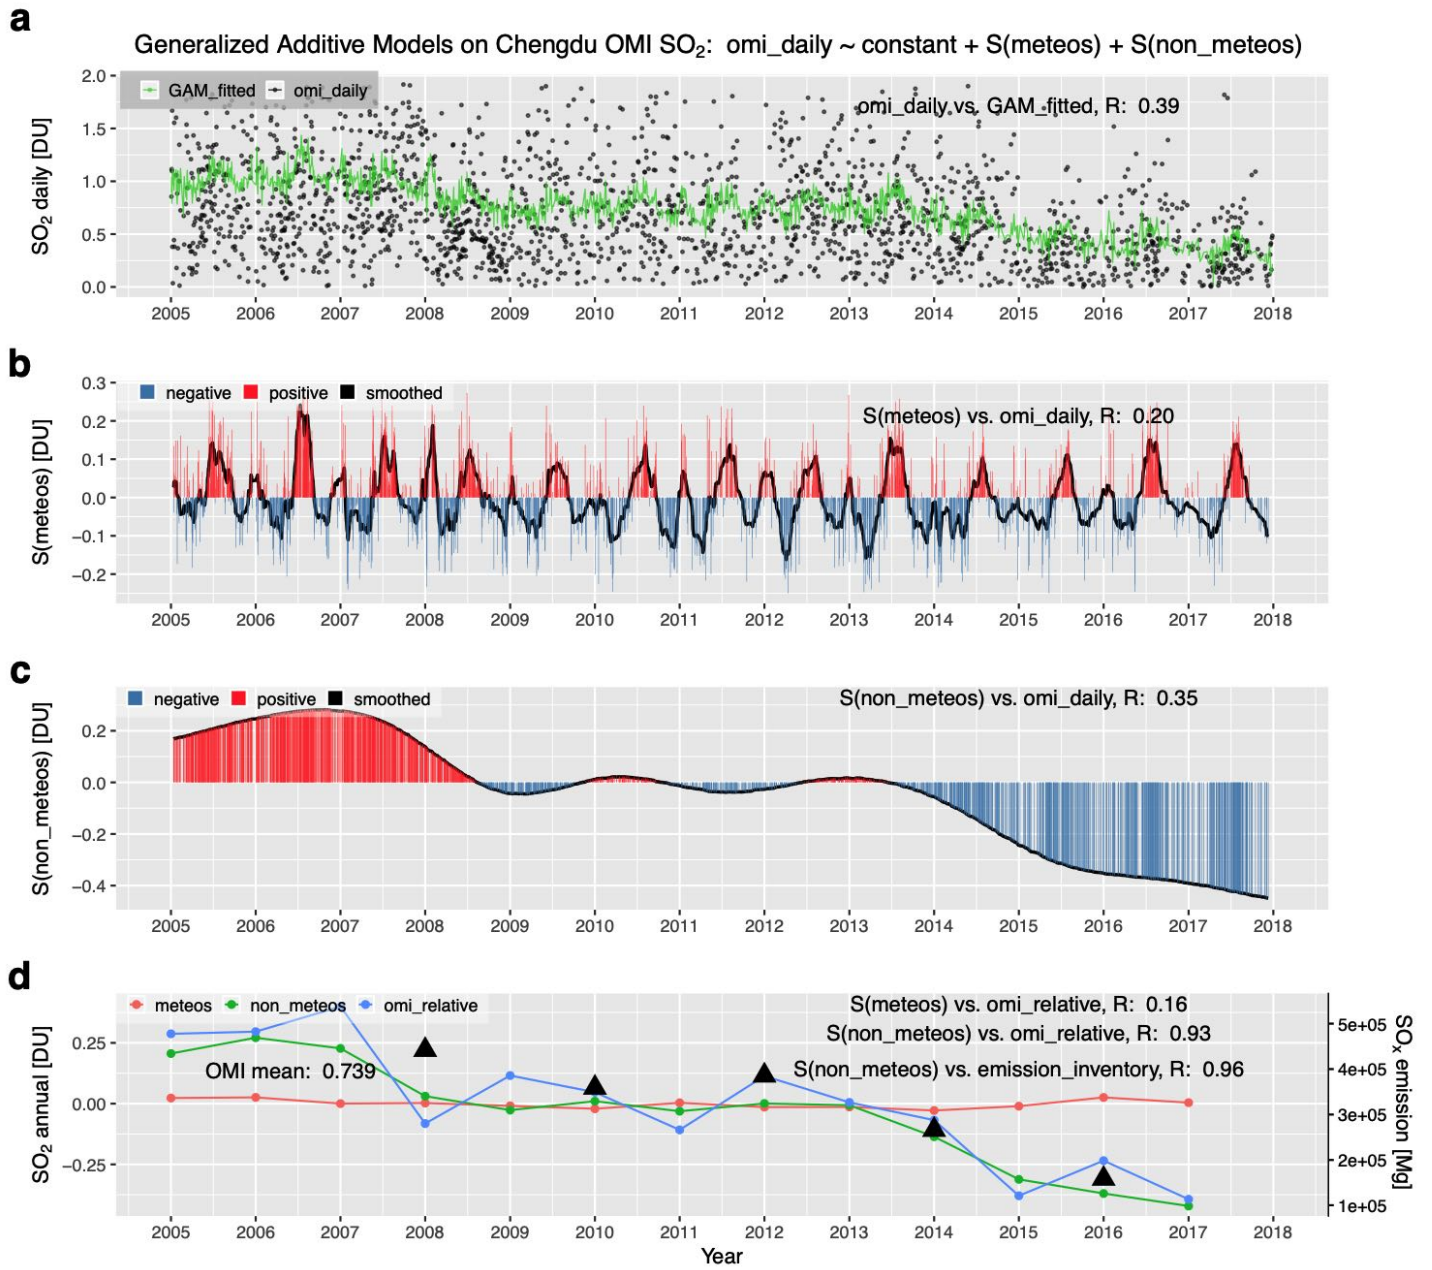 a
Generalized Additive Models on Chengdu OMI SO₂: omi_daily ~ constant + S(meteos) + S(non_meteos)
GAM_fitted omi_daily
omi_daily vs. GAM_fitted, R: 0.39
SO₂ daily [DU]
2.0
1.5
1.0
0.5
0.0
2005 2006 2007 2008 2009 2010 2011 2012 2013 2014 2015 2016 2017 2018
b
negative positive smoothed
S(meteos) vs. omi_daily, R: 0.20
S(meteos) [DU]
0.3
0.2
0.1
0.0
−0.1
−0.2
2005 2006 2007 2008 2009 2010 2011 2012 2013 2014 2015 2016 2017 2018
c
negative positive smoothed
S(non_meteos) vs. omi_daily, R: 0.35
S(non_meteos) [DU]
0.2
0.0
−0.2
−0.4
2005 2006 2007 2008 2009 2010 2011 2012 2013 2014 2015 2016 2017 2018
d
meteos non_meteos omi_relative
S(meteos) vs. omi_relative, R: 0.16
S(non_meteos) vs. omi_relative, R: 0.93
OMI mean: 0.739
S(non_meteos) vs. emission_inventory, R: 0.96
SO₂ annual [DU]
0.25
0.00
−0.25
5e+05
4e+05
3e+05
2e+05
1e+05
SOₓ emission [Mg]
2005 2006 2007 2008 2009 2010 2011 2012 2013 2014 2015 2016 2017 2018
Year